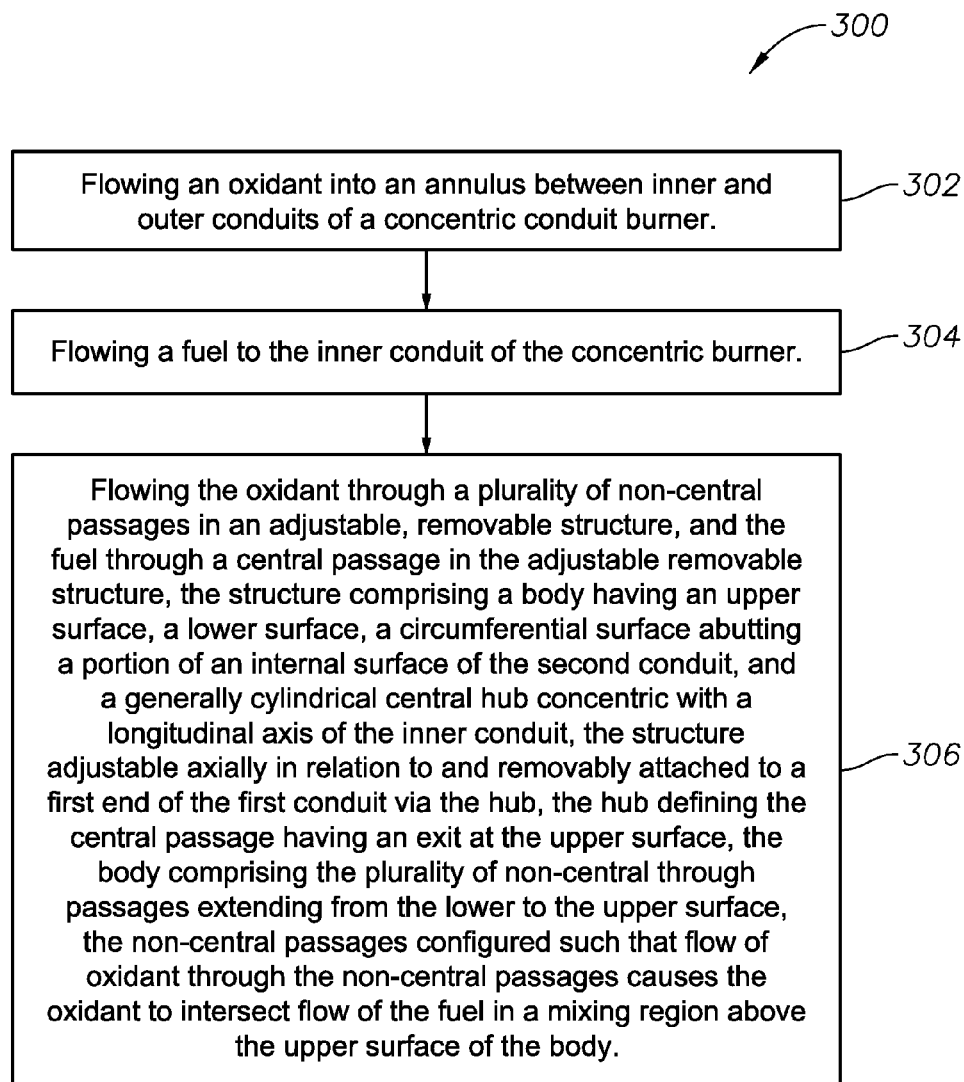 300
Flowing an oxidant into an annulus between inner and
outer conduits of a concentric conduit burner.
302
Flowing a fuel to the inner conduit of the concentric burner.
304
Flowing the oxidant through a plurality of non-central
passages in an adjustable, removable structure, and the
fuel through a central passage in the adjustable removable
structure, the structure comprising a body having an upper
surface, a lower surface, a circumferential surface abutting
a portion of an internal surface of the second conduit, and
a generally cylindrical central hub concentric with a
longitudinal axis of the inner conduit, the structure
adjustable axially in relation to and removably attached to a
first end of the first conduit via the hub, the hub defining the
central passage having an exit at the upper surface, the
body comprising the plurality of non-central through
passages extending from the lower to the upper surface,
the non-central passages configured such that flow of
oxidant through the non-central passages causes the
oxidant to intersect flow of the fuel in a mixing region above
the upper surface of the body.
306